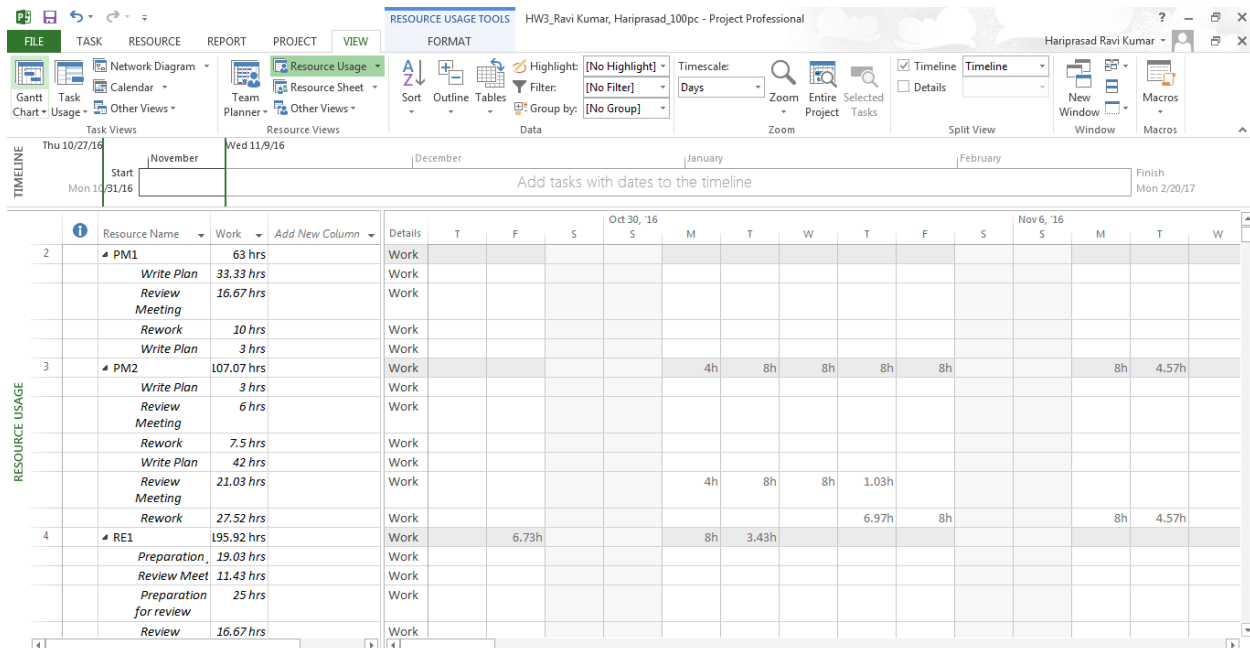 RESOURCE USAGE TOOLS HW3_Ravi Kumar, Hariprasad_100pc - Project Professional
FILE TASK RESOURCE REPORT PROJECT VIEW FORMAT Hariprasad Ravi Kumar
Network Diagram Resource Usage Highlight: [No Highlight] Timescale: Timeline Timeline
Calendar Resource Sheet Filter: [No Filter] Days Details
Gantt Chart Task Usage Other Views Team Planner Other Views Sort Outline Tables Group by: [No Group] Zoom Entire Project Selected Tasks New Window Macros
Task Views Resource Views Data Zoom Split View Window Macros
TIMELINE
Thu 10/27/16 Wed 11/9/16
November December January February
Start Finish
Mon 10/31/16 Add tasks with dates to the timeline Mon 2/20/17
Oct 30, '16 Nov 6, '16
Resource Name Work Add New Column Details T F S S M T W T F S S M T W
RESOURCE USAGE
2 PM1 63 hrs Work
Write Plan 33.33 hrs Work
Review 16.67 hrs Work
Meeting
Rework 10 hrs Work
Write Plan 3 hrs Work
3 PM2 107.07 hrs Work 4h 8h 8h 8h 8h 8h 4.57h
Write Plan 3 hrs Work
Review 6 hrs Work
Meeting
Rework 7.5 hrs Work
Write Plan 42 hrs Work
Review 21.03 hrs Work 4h 8h 8h 1.03h
Meeting
Rework 27.52 hrs Work 6.97h 8h 8h 4.57h
4 RE1 195.92 hrs Work 6.73h 8h 3.43h
Preparation 19.03 hrs Work
Review Meet 11.43 hrs Work
Preparation 25 hrs Work
for review
Review 16.67 hrs Work